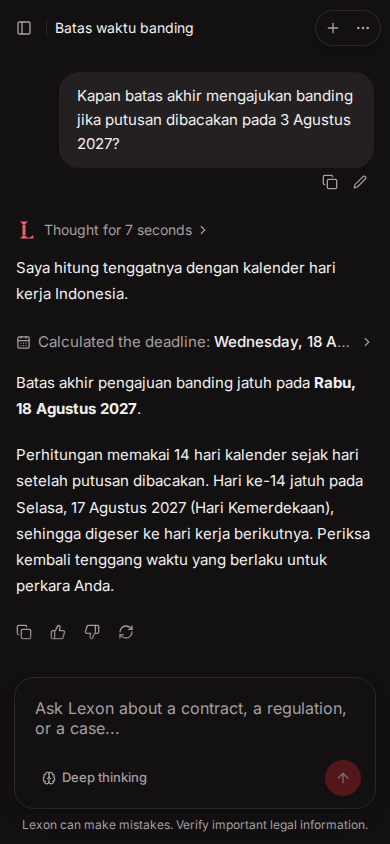 Batas waktu banding
Kapan batas akhir mengajukan banding
jika putusan dibacakan pada 3 Agustus
2027?
Thought for 7 seconds
Saya hitung tenggatnya dengan kalender hari
kerja Indonesia.
Calculated the deadline: Wednesday, 18 A...
Batas akhir pengajuan banding jatuh pada Rabu,
18 Agustus 2027.
Perhitungan memakai 14 hari kalender sejak hari
setelah putusan dibacakan. Hari ke-14 jatuh pada
Selasa, 17 Agustus 2027 (Hari Kemerdekaan),
sehingga digeser ke hari kerja berikutnya. Periksa
kembali tenggang waktu yang berlaku untuk
perkara Anda.
Ask Lexon about a contract, a regulation,
or a case...
Deep thinking
Lexon can make mistakes. Verify important legal information.